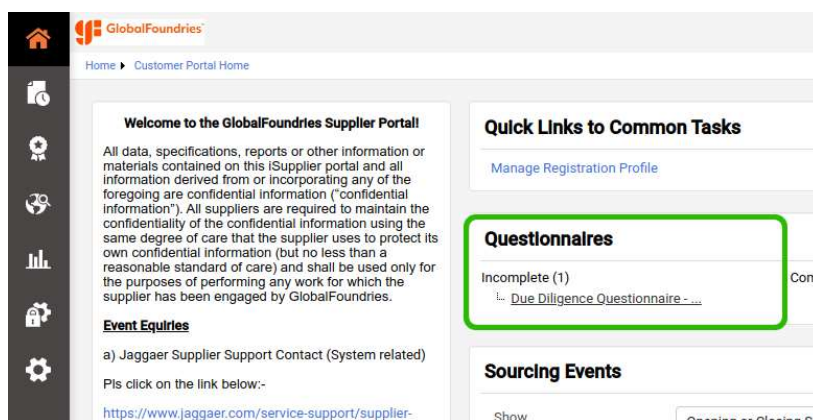 GlobalFoundries
Home Customer Portal Home
Welcome to the GlobalFoundries Supplier Portal!
All data, specifications, reports or other information or
materials contained on this iSupplier portal and all
information derived from or incorporating any of the
foregoing are confidential information ("confidential
information"). All suppliers are required to maintain the
confidentiality of the confidential information using the
same degree of care that the supplier uses to protect its
own confidential information (but no less than a
reasonable standard of care) and shall be used only for
the purposes of performing any work for which the
supplier has been engaged by GlobalFoundries.
Event Equiries
a) Jaggaer Supplier Support Contact (System related)
Pls click on the link below:-
https://www.jaggaer.com/service-support/supplier-
Quick Links to Common Tasks
Manage Registration Profile
Questionnaires
Incomplete (1)
Due Diligence Questionnaire - ...
Con
Sourcing Events
Show